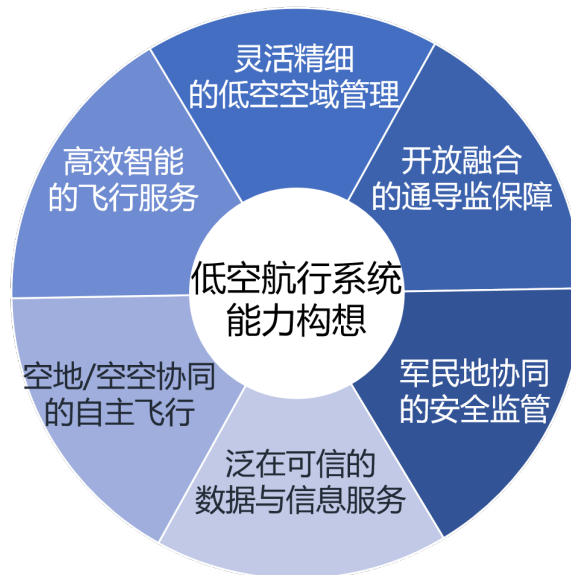 灵活精细
的低空空域管理
开放融合
的通导监保障
军民地协同
的安全监管
泛在可信的
数据与信息服务
空地/空空协同
的自主飞行
高效智能
的飞行服务
低空航行系统
能力构想